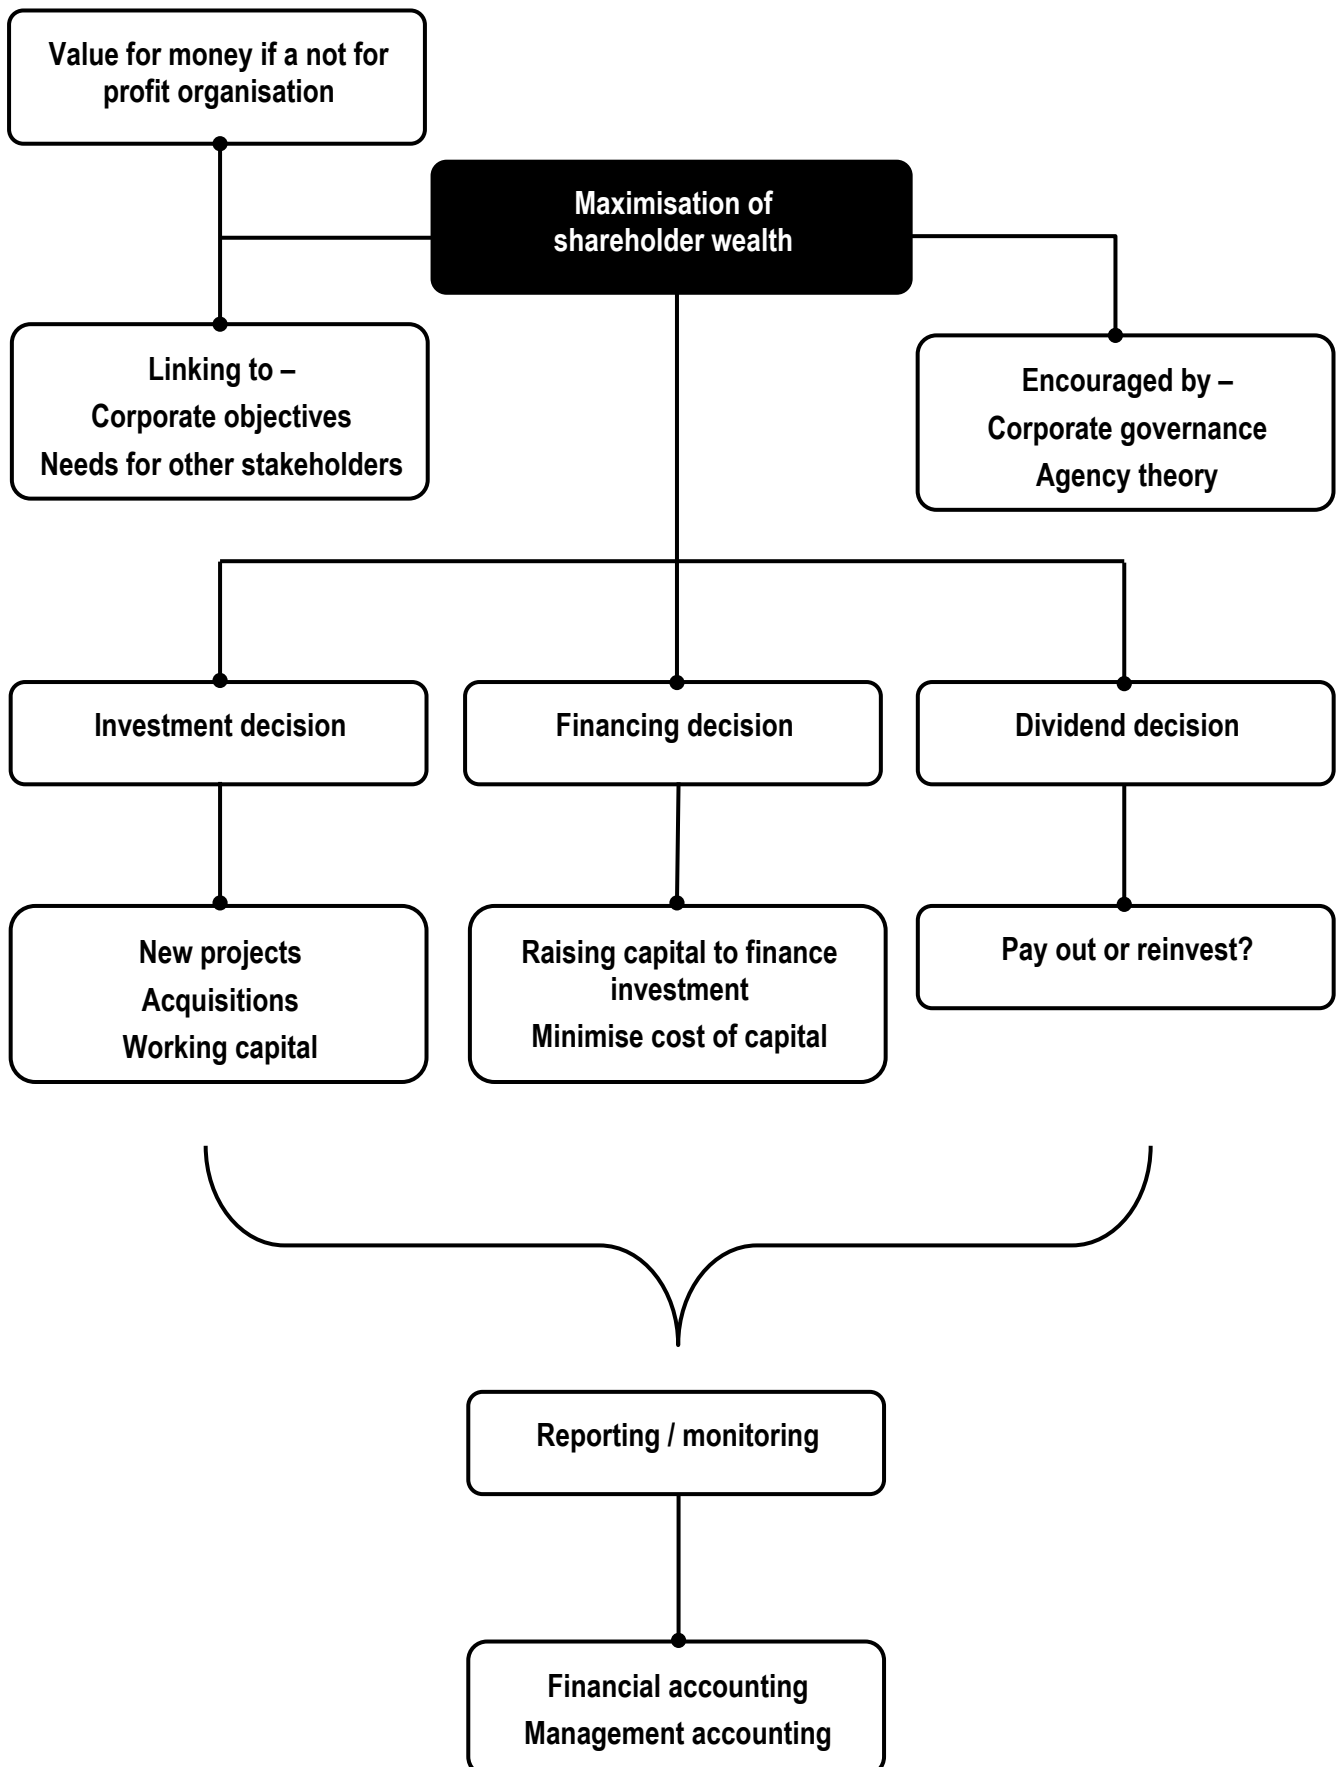 Value for money if a not for
profit organisation
Maximisation of
shareholder wealth
Linking to –
Corporate objectives
Needs for other stakeholders
Encouraged by –
Corporate governance
Agency theory
Investment decision
Financing decision
Dividend decision
New projects
Acquisitions
Working capital
Raising capital to finance
investment
Minimise cost of capital
Pay out or reinvest?
Reporting / monitoring
Financial accounting
Management accounting